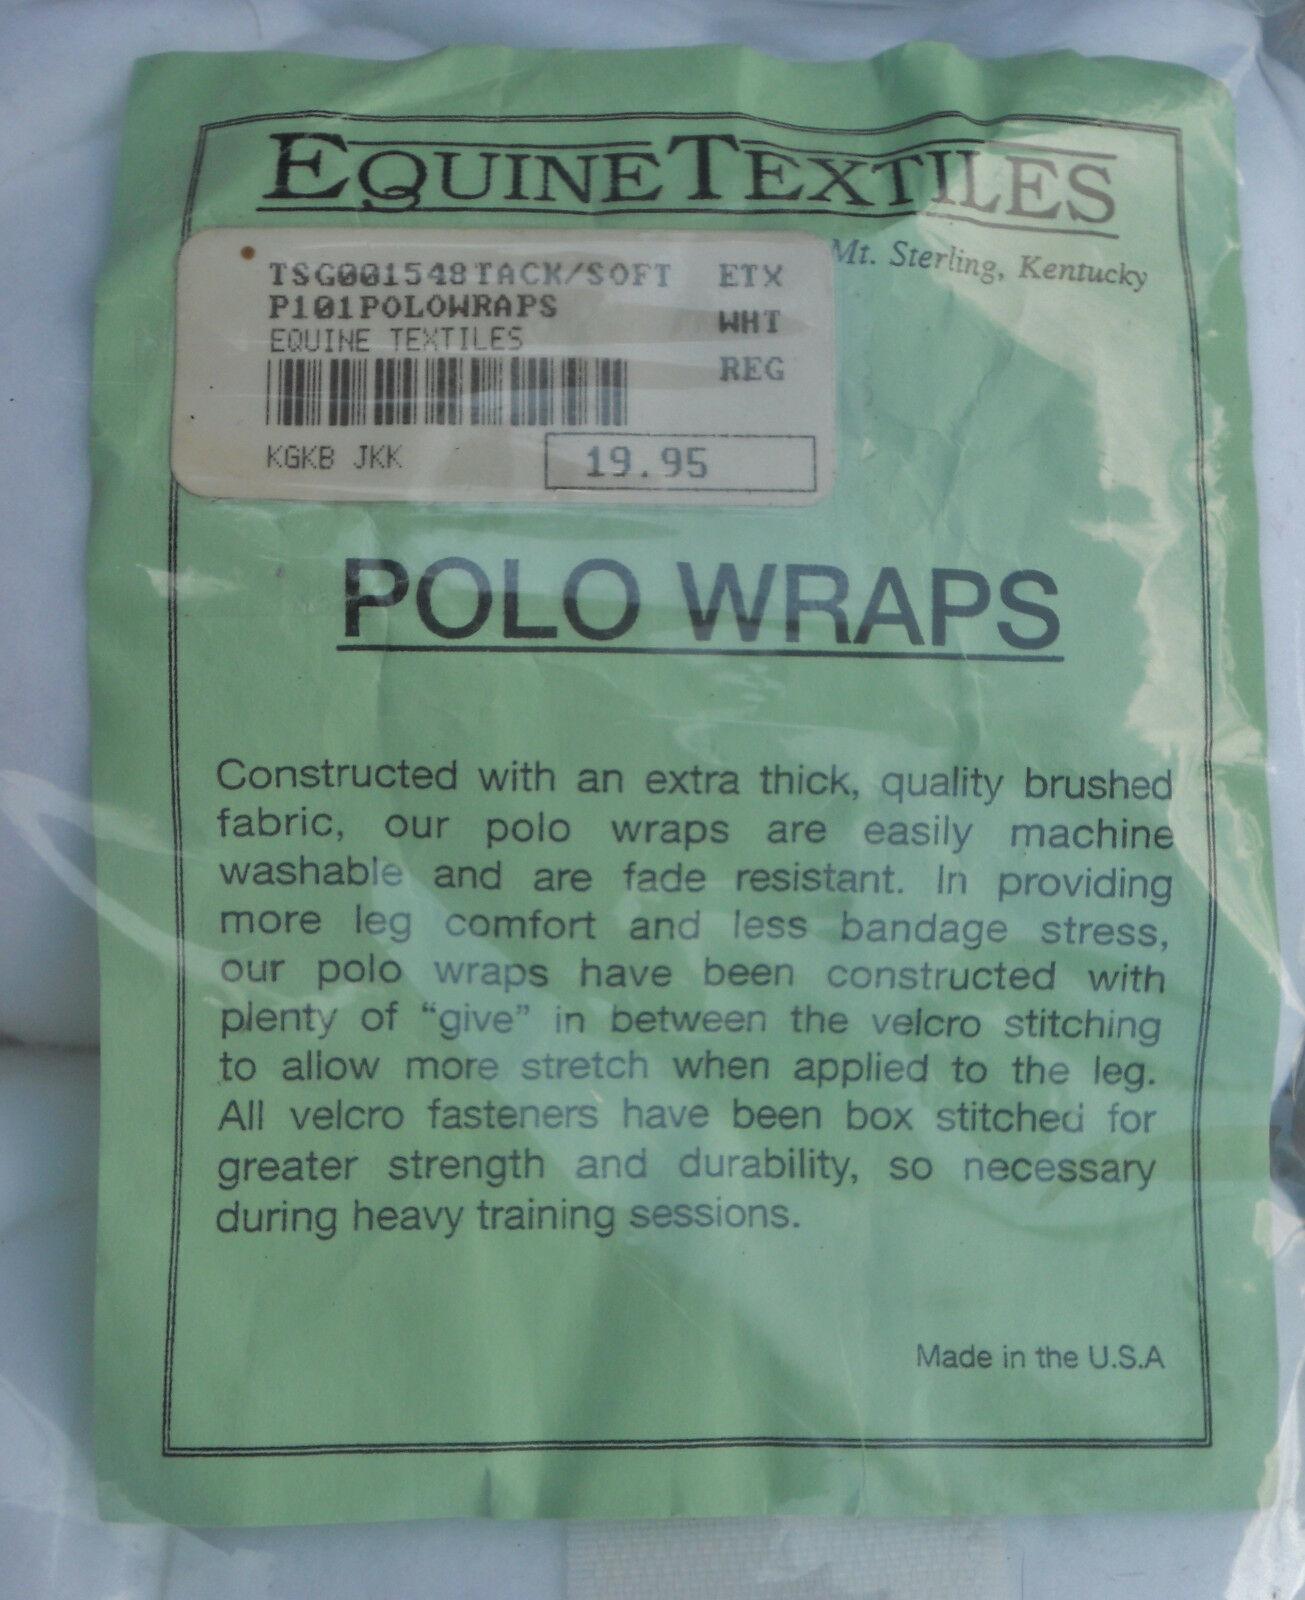 EQUINE TEXTILES
Mt. Sterling, Kentucky
TSG001548TACK/SOFT ETX
P101POLOWRAPS WHT
EQUINE TEXTILES
REG
KGKB JKK
19.95
POLO WRAPS
Constructed with an extra thick, quality brushed
fabric, our polo wraps are easily machine
washable and are fade resistant. In providing
more leg comfort and less bandage stress,
our polo wraps have been constructed with
plenty of “give” in between the velcro stitching
to allow more stretch when applied to the leg.
All velcro fasteners have been box stitched for
greater strength and durability, so necessary
during heavy training sessions.
Made in the U.S.A